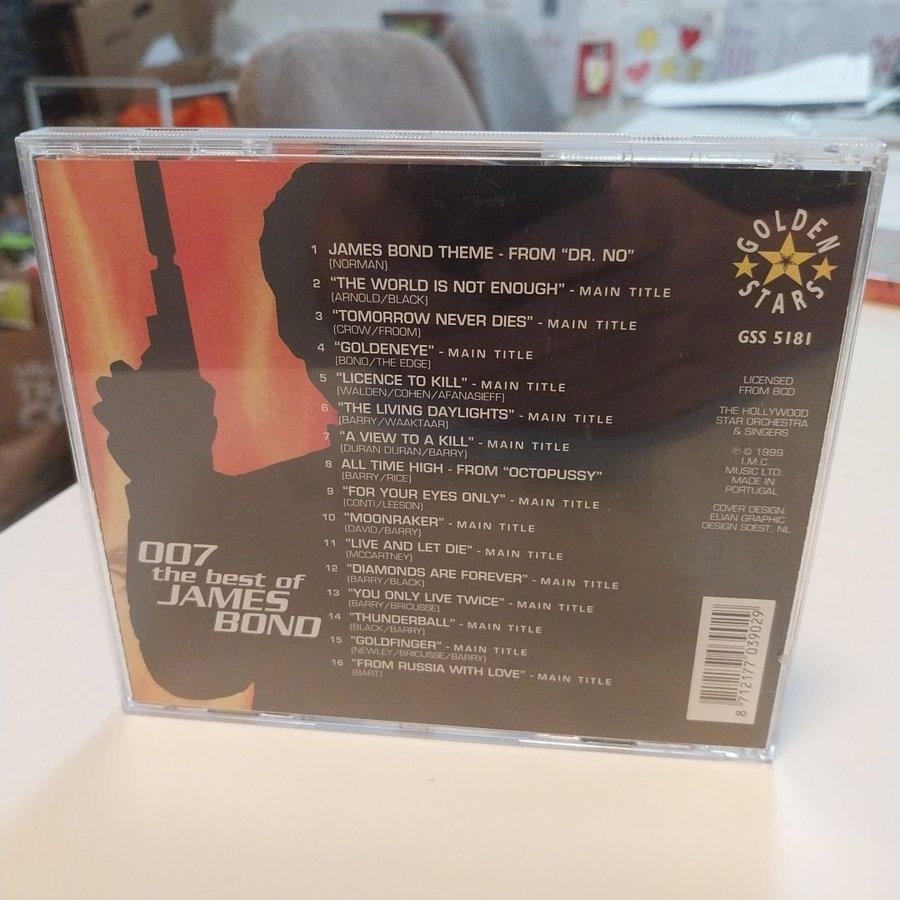 1 JAMES BOND THEME - FROM "DR. NO"
(NORMAN)
2 "THE WORLD IS NOT ENOUGH" - MAIN TITLE
(ARNOLD/BLACK)
3 "TOMORROW NEVER DIES" - MAIN TITLE
(CROW/FROOM)
4 "GOLDENEYE" - MAIN TITLE
(BONO/THE EDGE)
5 "LICENCE TO KILL" - MAIN TITLE
(WALDEN/COHEN/AFANASIEFF)
6 "THE LIVING DAYLIGHTS" - MAIN TITLE
(BARRY/WAAKTAAR)
7 "A VIEW TO A KILL" - MAIN TITLE
(DURAN DURAN/BARRY)
8 ALL TIME HIGH - FROM "OCTOPUSSY"
(BARRY/RICE)
9 "FOR YOUR EYES ONLY" - MAIN TITLE
(CONTI/LEESON)
10 "MOONRAKER" - MAIN TITLE
(DAVID/BARRY)
11 "LIVE AND LET DIE" - MAIN TITLE
(MCCARTNEY)
12 "DIAMONDS ARE FOREVER" - MAIN TITLE
(BARRY/BLACK)
13 "YOU ONLY LIVE TWICE" - MAIN TITLE
(BARRY/BRICUSSE)
14 "THUNDERBALL" - MAIN TITLE
(BLACK/BARRY)
15 "GOLDFINGER" - MAIN TITLE
(NEWLEY/BRICUSSE/BARRY)
16 "FROM RUSSIA WITH LOVE" - MAIN TITLE
(BART)
007
the best of
JAMES
BOND
GOLDEN
STARS
GSS 5181
LICENSED
FROM BCD
THE HOLLYWOOD
STAR ORCHESTRA
& SINGERS
℗ © 1999
I.M.C.
MUSIC LTD.
MADE IN
PORTUGAL
COVER DESIGN
ELIAN GRAPHIC
DESIGN SOEST, NL
8 712177 039029